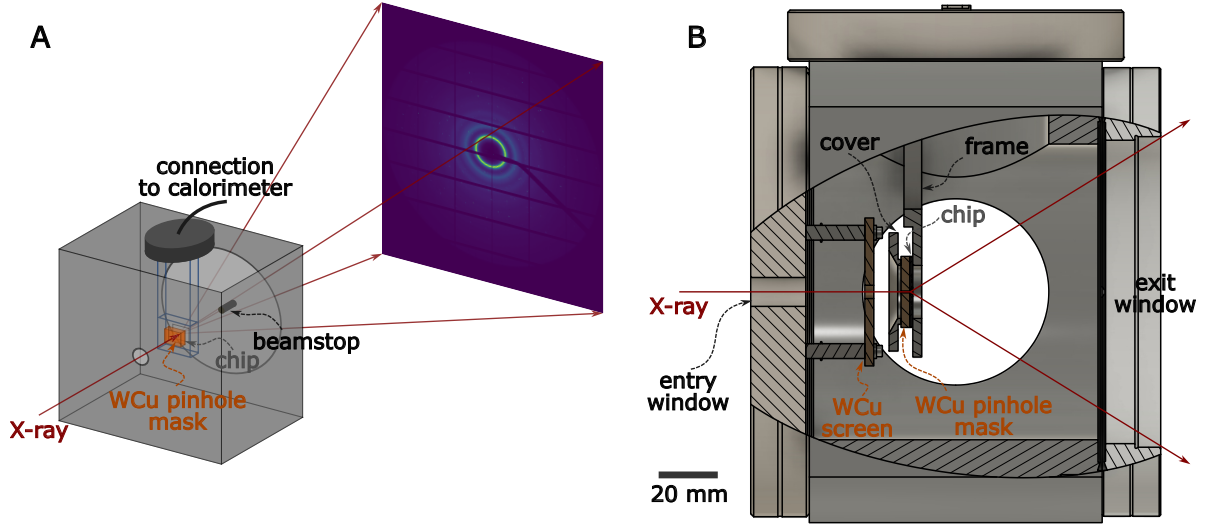 A
connection
to calorimeter
beamstop
chip
WCu pinhole
mask
X-ray
B
cover
frame
chip
X-ray
exit
window
entry
window
WCu
screen
WCu pinhole
mask
20 mm